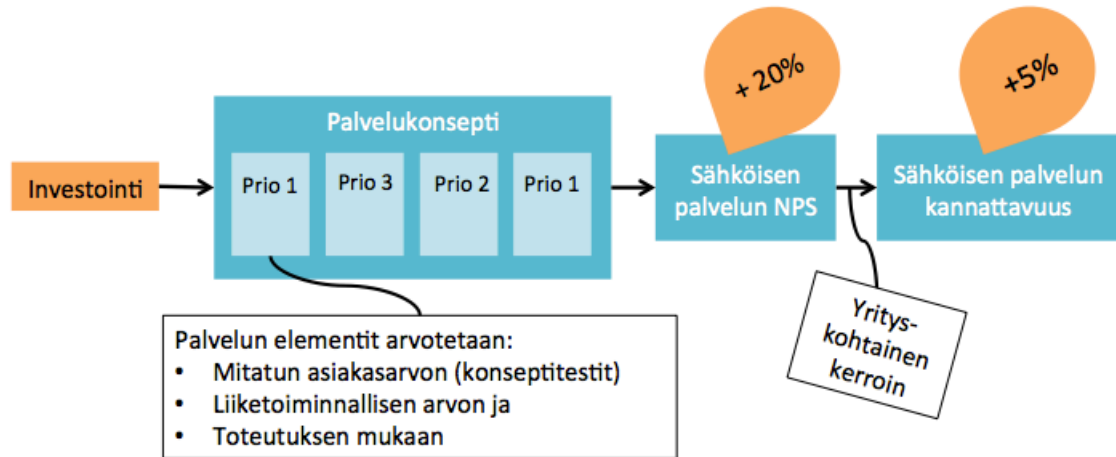 + 20%
+5%
Palvelukonsepti
Investointi
Prio 1
Prio 3
Prio 2
Prio 1
Sähköisen
palvelun NPS
Sähköisen palvelun
kannattavuus
Palvelun elementit arvotetaan:
• Mitatun asiakasarvon (konseptitestit)
• Liiketoiminnallisen arvon ja
• Toteutuksen mukaan
Yritys-
kohtainen
kerroin